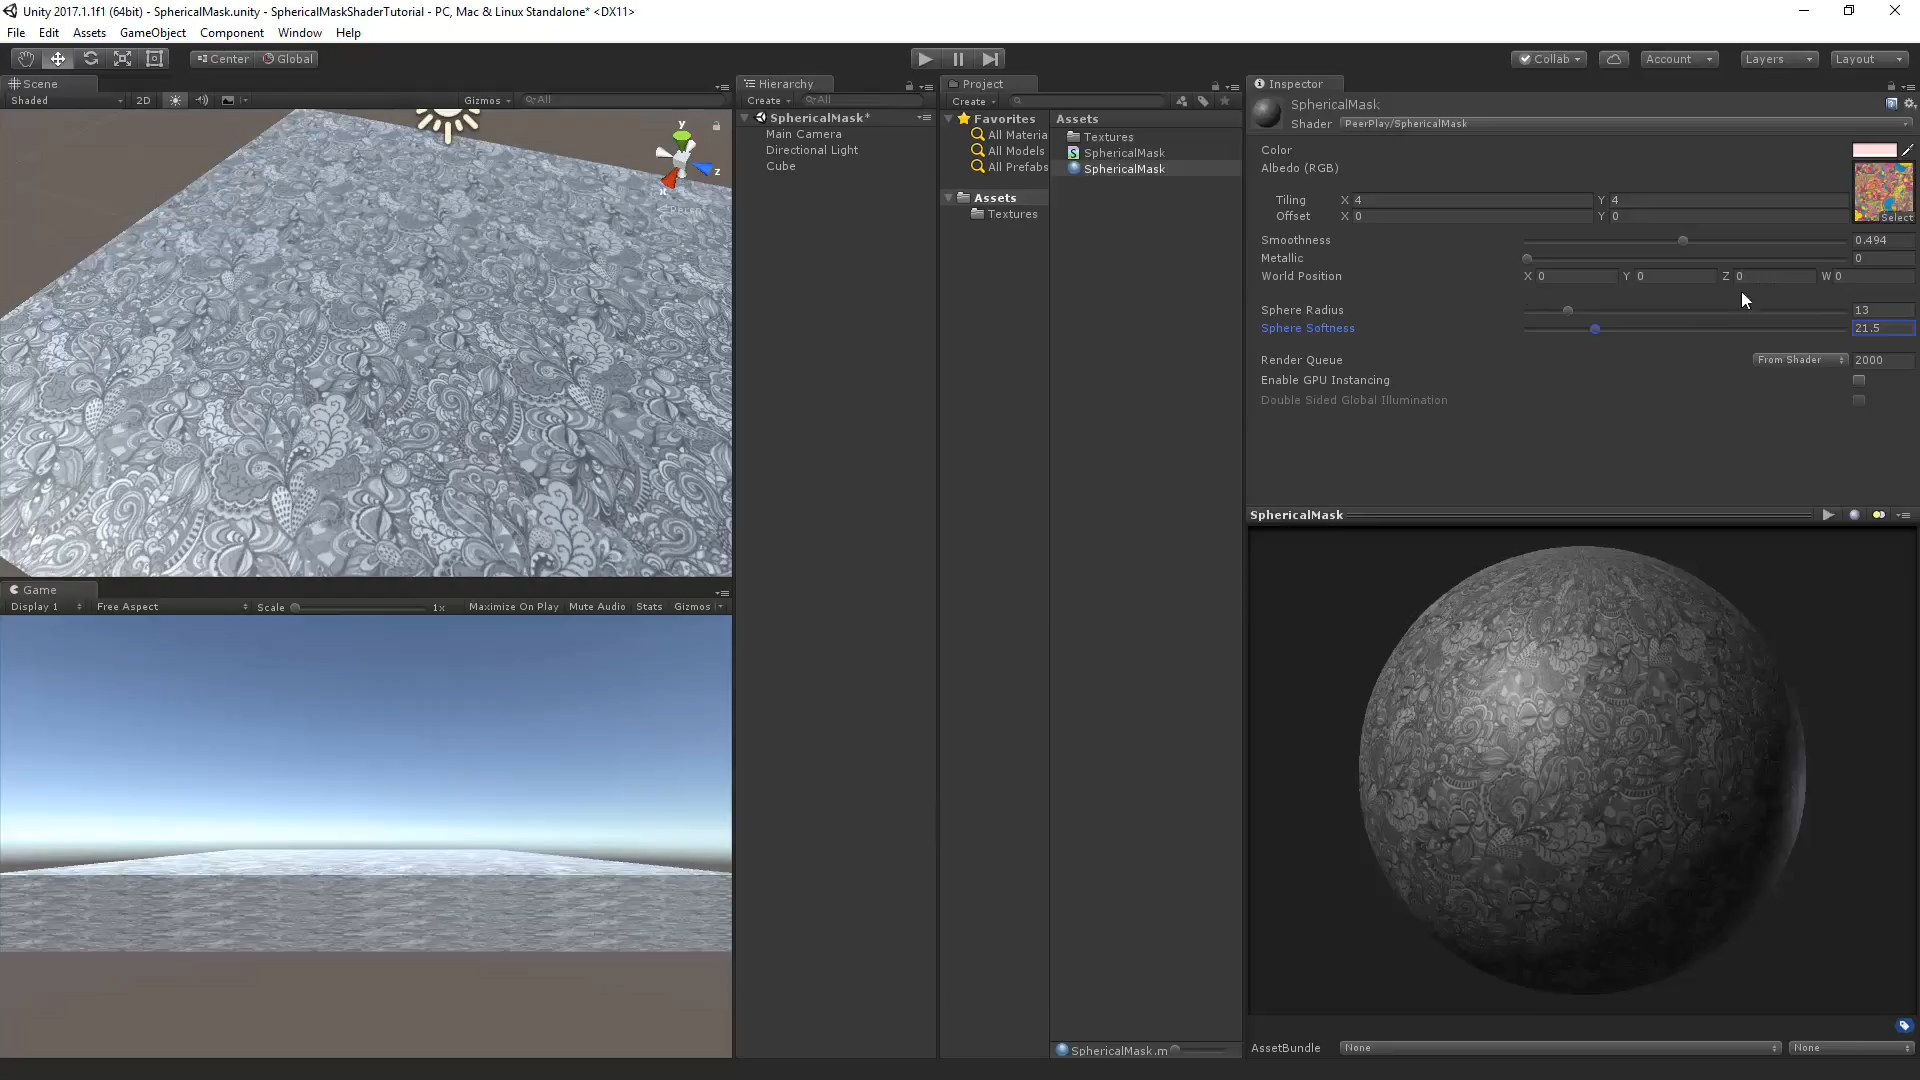 Unity 2017.1.1f1 (64bit) - SphericalMask.unity - SphericalMaskShaderTutorial - PC, Mac & Linux Standalone* <DX11>
File Edit Assets GameObject Component Window Help
Center Global Collab Account Layers Layout
Scene
Shaded 2D Gizmos All
y
z
x
Persp
Game
Display 1 Free Aspect Scale 1x Maximize On Play Mute Audio Stats Gizmos
Hierarchy
Create All
SphericalMask*
Main Camera
Directional Light
Cube
Project
Create
Favorites
All Materia
All Models
All Prefabs
Assets
Textures
Assets
Textures
SphericalMask
SphericalMask
SphericalMask.m
Inspector
SphericalMask
Shader PeerPlay/SphericalMask
Color
Albedo (RGB)
Tiling X 4 Y 4
Offset X 0 Y 0
Select
Smoothness 0.494
Metallic 0
World Position X 0 Y 0 Z 0 W 0
Sphere Radius 13
Sphere Softness 21.5
Render Queue From Shader 2000
Enable GPU Instancing
Double Sided Global Illumination
SphericalMask
AssetBundle None None